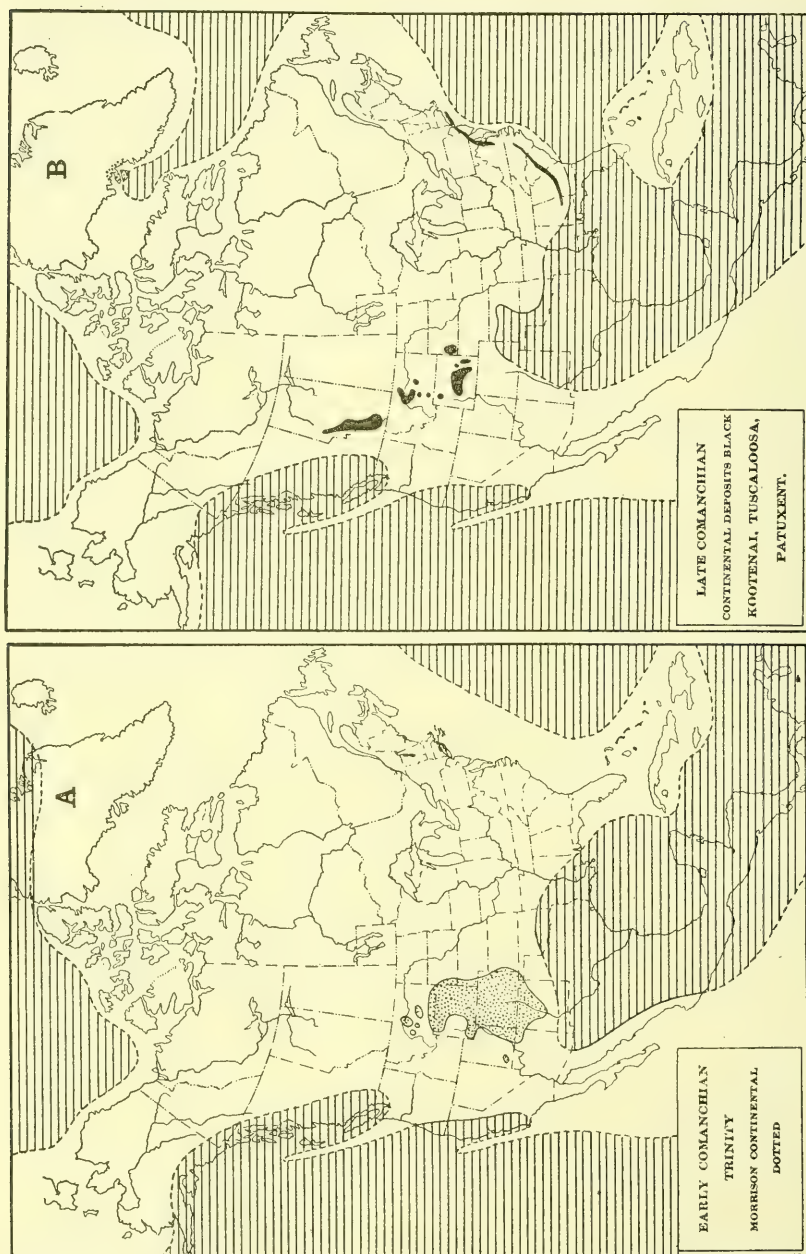 A
EARLY COMANCHIAN
TRINITY
MORRISON CONTINENTAL
DOTTED
B
LATE COMANCHIAN
CONTINENTAL DEPOSITS BLACK
KOOTENAI, TUSCALOOSA,
PATUXENT.